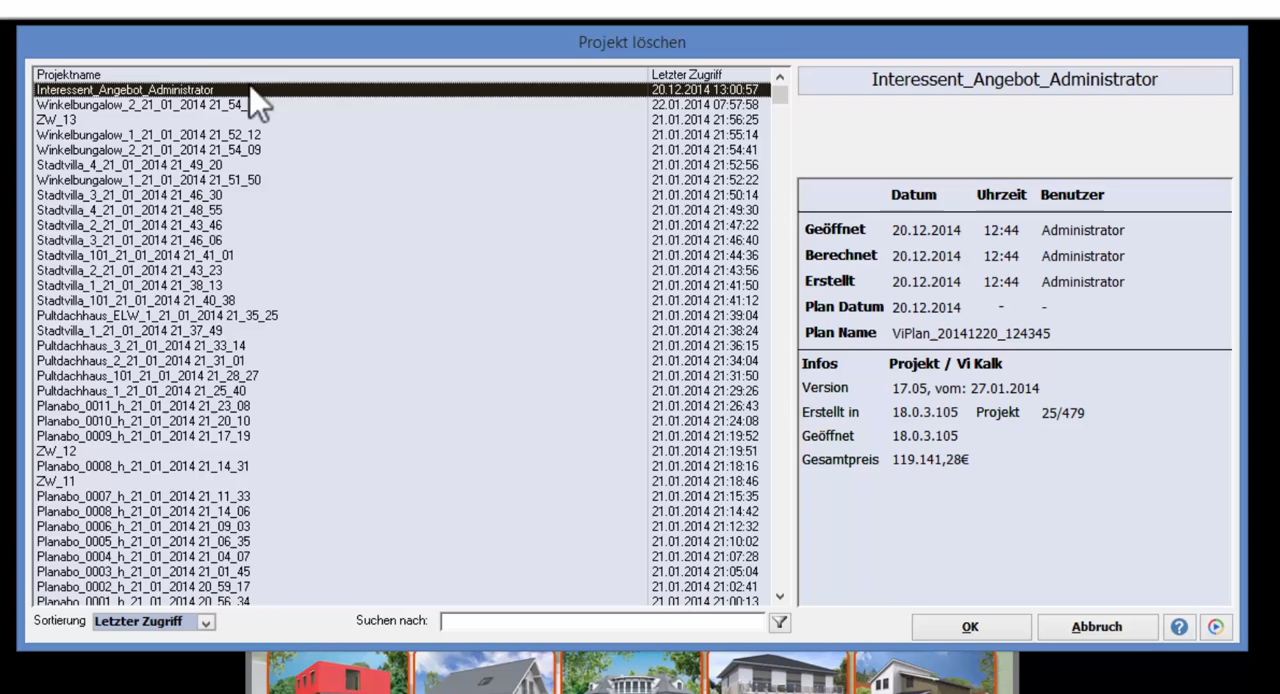 Projekt löschen
Projektname Letzter Zugriff
Interessent_Angebot_Administrator 20.12.2014 13:00:57
Winkelbungalow_2_21_01_2014 21_54_ 22.01.2014 07:57:58
ZW_13 21.01.2014 21:56:25
Winkelbungalow_1_21_01_2014 21_52_12 21.01.2014 21:55:14
Winkelbungalow_2_21_01_2014 21_54_09 21.01.2014 21:54:41
Stadtvilla_4_21_01_2014 21_49_20 21.01.2014 21:52:56
Winkelbungalow_1_21_01_2014 21_51_50 21.01.2014 21:52:22
Stadtvilla_3_21_01_2014 21_46_30 21.01.2014 21:50:14
Stadtvilla_4_21_01_2014 21_48_55 21.01.2014 21:49:30
Stadtvilla_2_21_01_2014 21_43_46 21.01.2014 21:47:22
Stadtvilla_3_21_01_2014 21_46_06 21.01.2014 21:46:40
Stadtvilla_101_21_01_2014 21_41_01 21.01.2014 21:44:36
Stadtvilla_2_21_01_2014 21_43_23 21.01.2014 21:43:56
Stadtvilla_1_21_01_2014 21_38_13 21.01.2014 21:41:50
Stadtvilla_101_21_01_2014 21_40_38 21.01.2014 21:41:12
Pultdachhaus_ELW_1_21_01_2014 21_35_25 21.01.2014 21:39:04
Stadtvilla_1_21_01_2014 21_37_49 21.01.2014 21:38:24
Pultdachhaus_3_21_01_2014 21_33_14 21.01.2014 21:36:15
Pultdachhaus_2_21_01_2014 21_31_01 21.01.2014 21:34:04
Pultdachhaus_101_21_01_2014 21_28_27 21.01.2014 21:31:50
Pultdachhaus_1_21_01_2014 21_25_40 21.01.2014 21:29:26
Planabo_0011_h_21_01_2014 21_23_08 21.01.2014 21:26:43
Planabo_0010_h_21_01_2014 21_20_10 21.01.2014 21:24:08
Planabo_0009_h_21_01_2014 21_17_19 21.01.2014 21:19:52
ZW_12 21.01.2014 21:19:51
Planabo_0008_h_21_01_2014 21_14_31 21.01.2014 21:18:16
ZW_11 21.01.2014 21:18:46
Planabo_0007_h_21_01_2014 21_11_33 21.01.2014 21:15:35
Planabo_0008_h_21_01_2014 21_14_06 21.01.2014 21:14:42
Planabo_0006_h_21_01_2014 21_09_03 21.01.2014 21:12:32
Planabo_0005_h_21_01_2014 21_06_35 21.01.2014 21:10:02
Planabo_0004_h_21_01_2014 21_04_07 21.01.2014 21:07:28
Planabo_0003_h_21_01_2014 21_01_45 21.01.2014 21:05:04
Planabo_0002_h_21_01_2014 20_59_17 21.01.2014 21:02:41
Planabo_0001_h_21_01_2014 20_56_34 21.01.2014 21:00:13
Sortierung Letzter Zugriff Suchen nach:
Interessent_Angebot_Administrator
Datum Uhrzeit Benutzer
Geöffnet 20.12.2014 12:44 Administrator
Berechnet 20.12.2014 12:44 Administrator
Erstellt 20.12.2014 12:44 Administrator
Plan Datum 20.12.2014 - -
Plan Name ViPlan_20141220_124345
Infos Projekt / Vi Kalk
Version 17.05, vom: 27.01.2014
Erstellt in 18.0.3.105 Projekt 25/479
Geöffnet 18.0.3.105
Gesamtpreis 119.141,28€
OK Abbruch ?